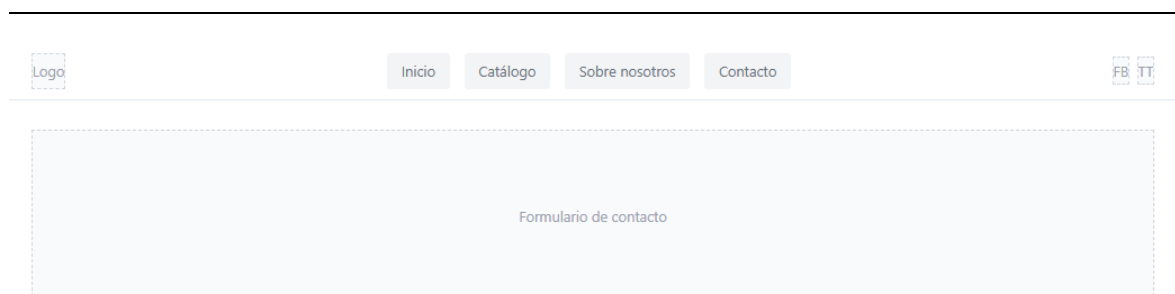 Logo Inicio Catálogo Sobre nosotros Contacto FB TT
Formulario de contacto